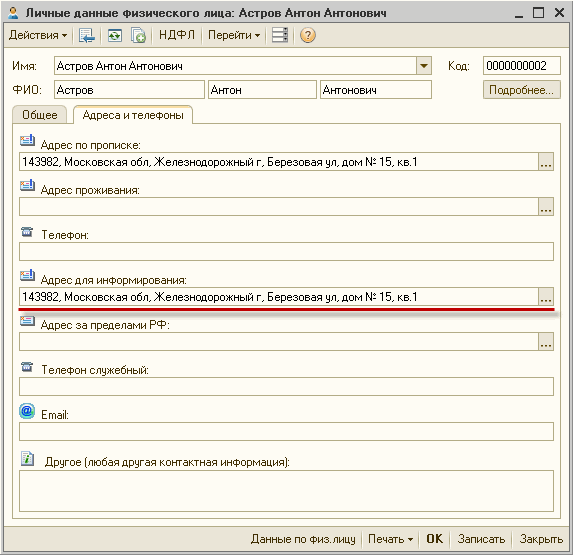 Личные данные физического лица: Астров Антон Антонович
Действия НДФЛ Перейти ?
Имя: Астров Антон Антонович Код: 0000000002
ФИО: Астров Антон Антонович Подробнее...
Общее Адреса и телефоны
Адрес по прописке:
143982, Московская обл, Железнодорожный г, Березовая ул, дом № 15, кв.1 ...
Адрес проживания:
...
Телефон:
Адрес для информирования:
143982, Московская обл, Железнодорожный г, Березовая ул, дом № 15, кв.1 ...
Адрес за пределами РФ:
...
Телефон служебный:
@ Email:
Другое (любая другая контактная информация):
Данные по физ.лицу Печать OK Записать Закрыть